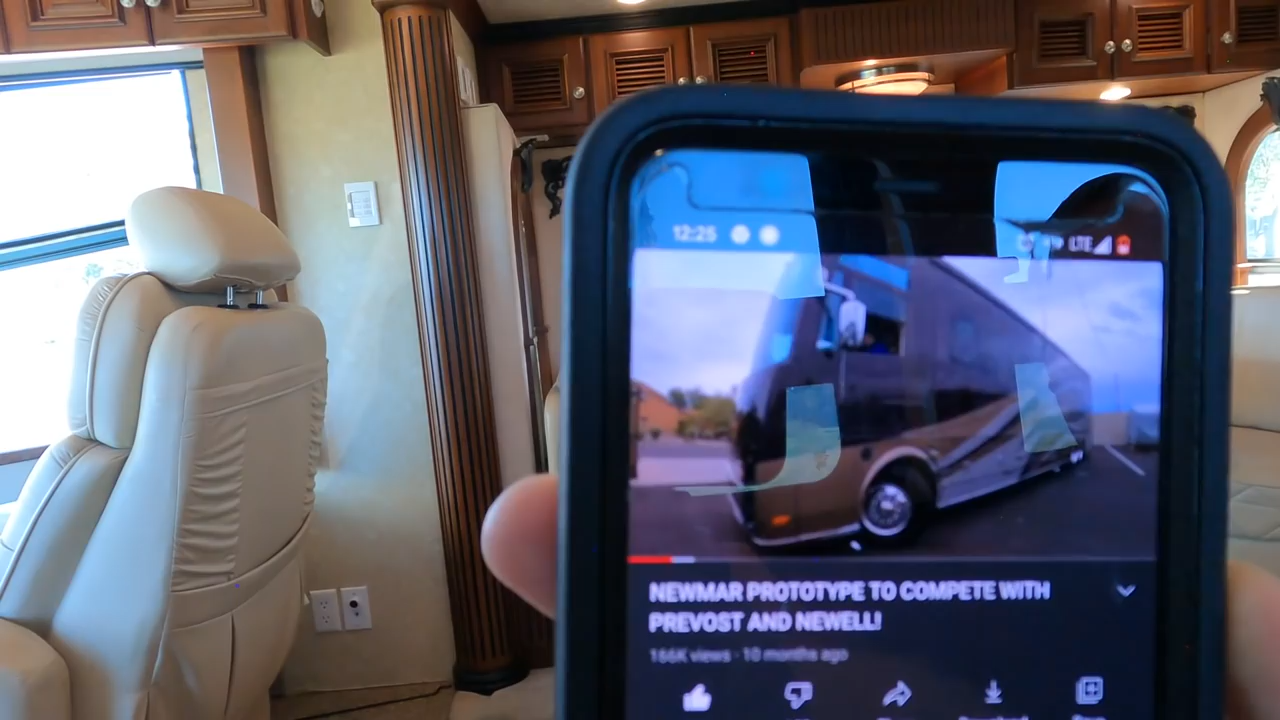 12:25
LTE
NEWMAR PROTOTYPE TO COMPETE WITH
PREVOST AND NEWELL!
166K views · 10 months ago